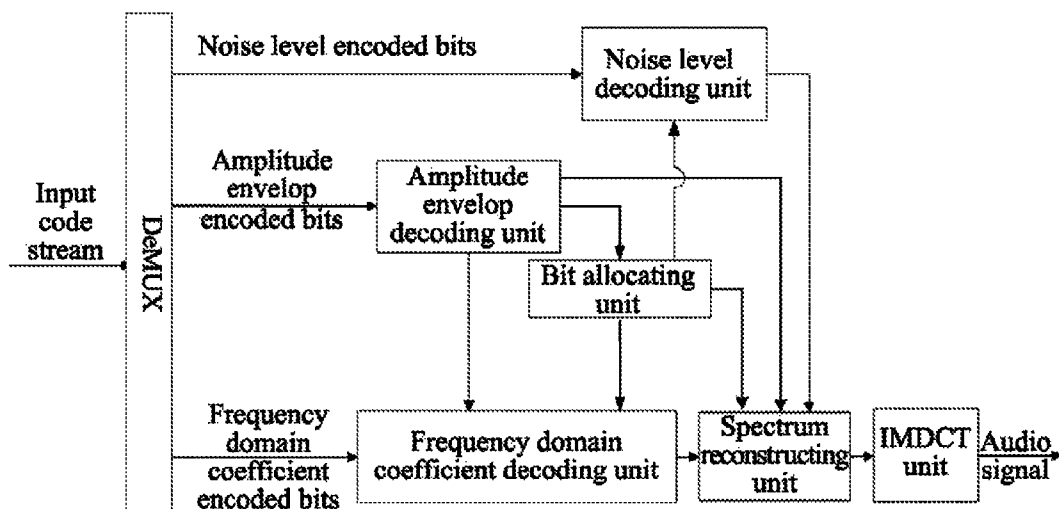 Noise level encoded bits
Noise level
decoding unit
Amplitude
envelop
encoded bits
Amplitude
envelop
decoding unit
Input
code
stream
DeMUX
Bit allocating
unit
Frequency
domain
coefficient
encoded bits
Frequency domain
coefficient decoding unit
Spectrum
reconstructing
unit
IMDCT
unit
Audio
signal